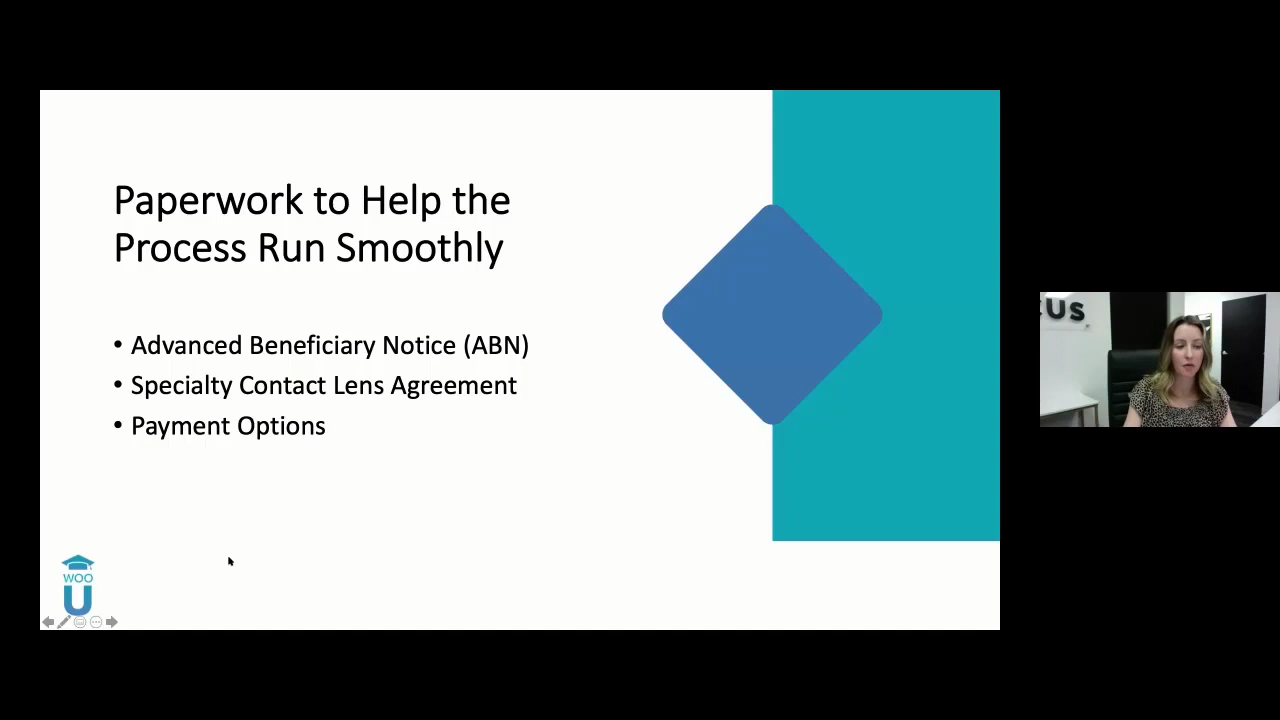 Paperwork to Help the
Process Run Smoothly
• Advanced Beneficiary Notice (ABN)
• Specialty Contact Lens Agreement
• Payment Options
WOO
U
US